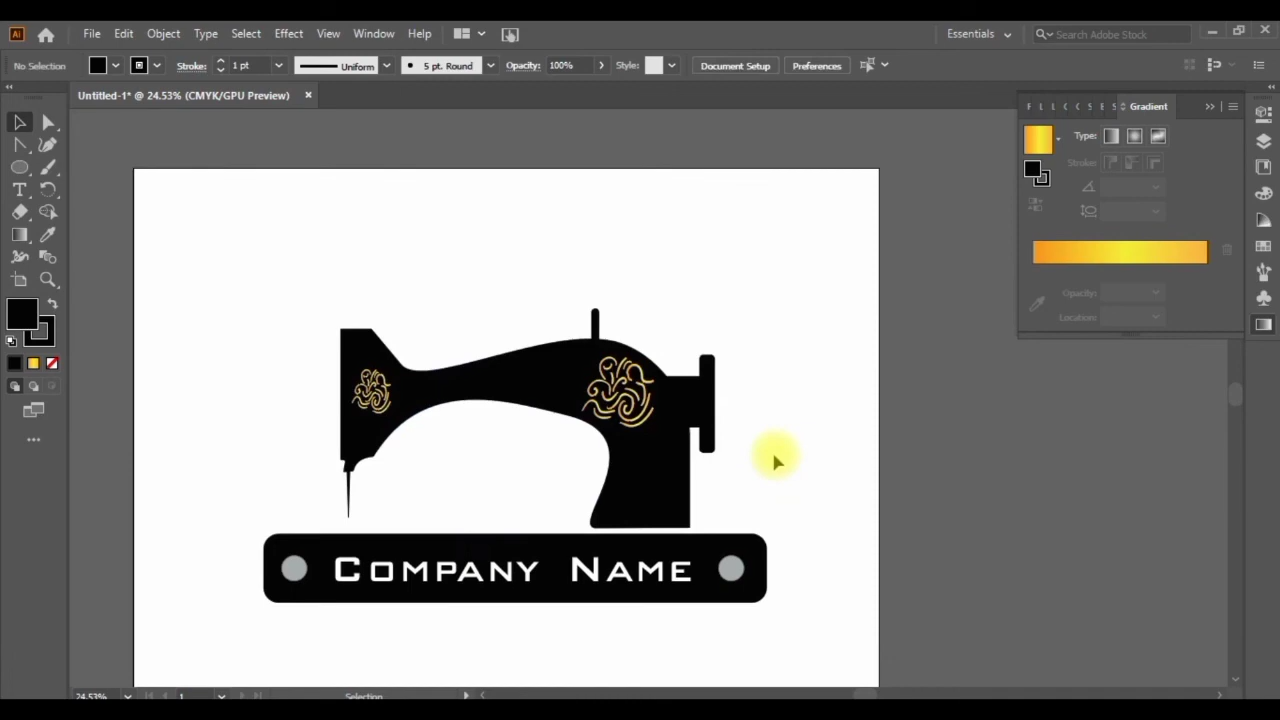 Ai File Edit Object Type Select Effect View Window Help Essentials Search Adobe Stock
No Selection Stroke: 1 pt Uniform 5 pt. Round Opacity: 100% Style: Document Setup Preferences
Untitled-1* @ 24.53% (CMYK/GPU Preview)
F L L C C S E S Gradient
Type:
Stroke:
Opacity:
Location:
COMPANY NAME
24.53% 1 Selection